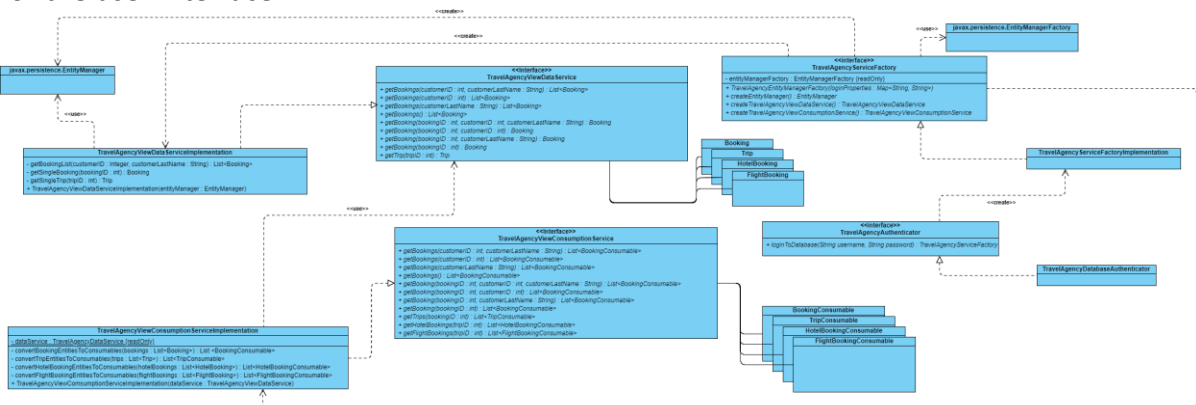 <<create>>
javax.persistence.EntityManagerFactory
<<use>>
<<create>>
javax.persistence.EntityManager
<<use>>
<<interface>>
TravelAgencyViewDataService
+ getBookings(customerID : int, customerLastName : String) : List<Booking>
+ getBookings(customerID : int) : List<Booking>
+ getBookings(customerLastName : String) : List<Booking>
+ getBookings() : List<Booking>
+ getBooking(bookingID : int, customerID : int, customerLastName : String) : Booking
+ getBooking(bookingID : int, customerID : int) : Booking
+ getBooking(bookingID : int, customerLastName : String) : Booking
+ getBooking(bookingID : int) : Booking
+ getTrip(tripID : int) : Trip
<<interface>>
TravelAgencyServiceFactory
- entityManagerFactory : EntityManagerFactory {readOnly}
+ TravelAgencyEntityManagerFactory(loginProperties : Map<String, String>)
+ createEntityManager() : EntityManager
+ createTravelAgencyViewDataService() : TravelAgencyViewDataService
+ createTravelAgencyViewConsumptionService() : TravelAgencyViewConsumptionService
TravelAgencyViewDataServiceImplementation
- getBookingList(customerID : Integer, customerLastName : String) : List<Booking>
- getSingleBooking(bookingID : int) : Booking
- getSingleTrip(tripID : int) : Trip
+ TravelAgencyViewDataServiceImplementation(entityManager : EntityManager)
Booking
Trip
HotelBooking
FlightBooking
TravelAgencyServiceFactoryImplementation
<<use>>
<<create>>
<<interface>>
TravelAgencyAuthenticator
+ loginToDatabase(String username, String password) : TravelAgencyServiceFactory
TravelAgencyDatabaseAuthenticator
<<interface>>
TravelAgencyViewConsumptionService
+ getBookings(customerID : int, customerLastName : String) : List<BookingConsumable>
+ getBookings(customerID : int) : List<BookingConsumable>
+ getBookings(customerLastName : String) : List<BookingConsumable>
+ getBookings() : List<BookingConsumable>
+ getBooking(bookingID : int, customerID : int, customerLastName : String) : List<BookingConsumable>
+ getBooking(bookingID : int, customerID : int) : List<BookingConsumable>
+ getBooking(bookingID : int, customerLastName : String) : List<BookingConsumable>
+ getBooking(bookingID : int) : List<BookingConsumable>
+ getTrips(bookingID : int) : List<TripConsumable>
+ getHotelBookings(tripID : int) : List<HotelBookingConsumable>
+ getFlightBookings(tripID : int) : List<FlightBookingConsumable>
BookingConsumable
TripConsumable
HotelBookingConsumable
FlightBookingConsumable
TravelAgencyViewConsumptionServiceImplementation
- dataService : TravelAgencyDataService {readOnly}
- convertBookingEntitiesToConsumables(bookings : List<Booking>) : List <BookingConsumable>
- convertTripEntitiesToConsumables(trips : List<Trip>) : List<TripConsumable>
- convertHotelBookingEntitiesToConsumables(hotelBookings : List<HotelBooking>) : List<HotelBookingConsumable>
- convertFlightBookingEntitiesToConsumables(flightBookings : List<FlightBooking>) : List<FlightBookingConsumable>
+ TravelAgencyViewComsumptionServiceImplementation(dataService : TravelAgencyViewDataService)